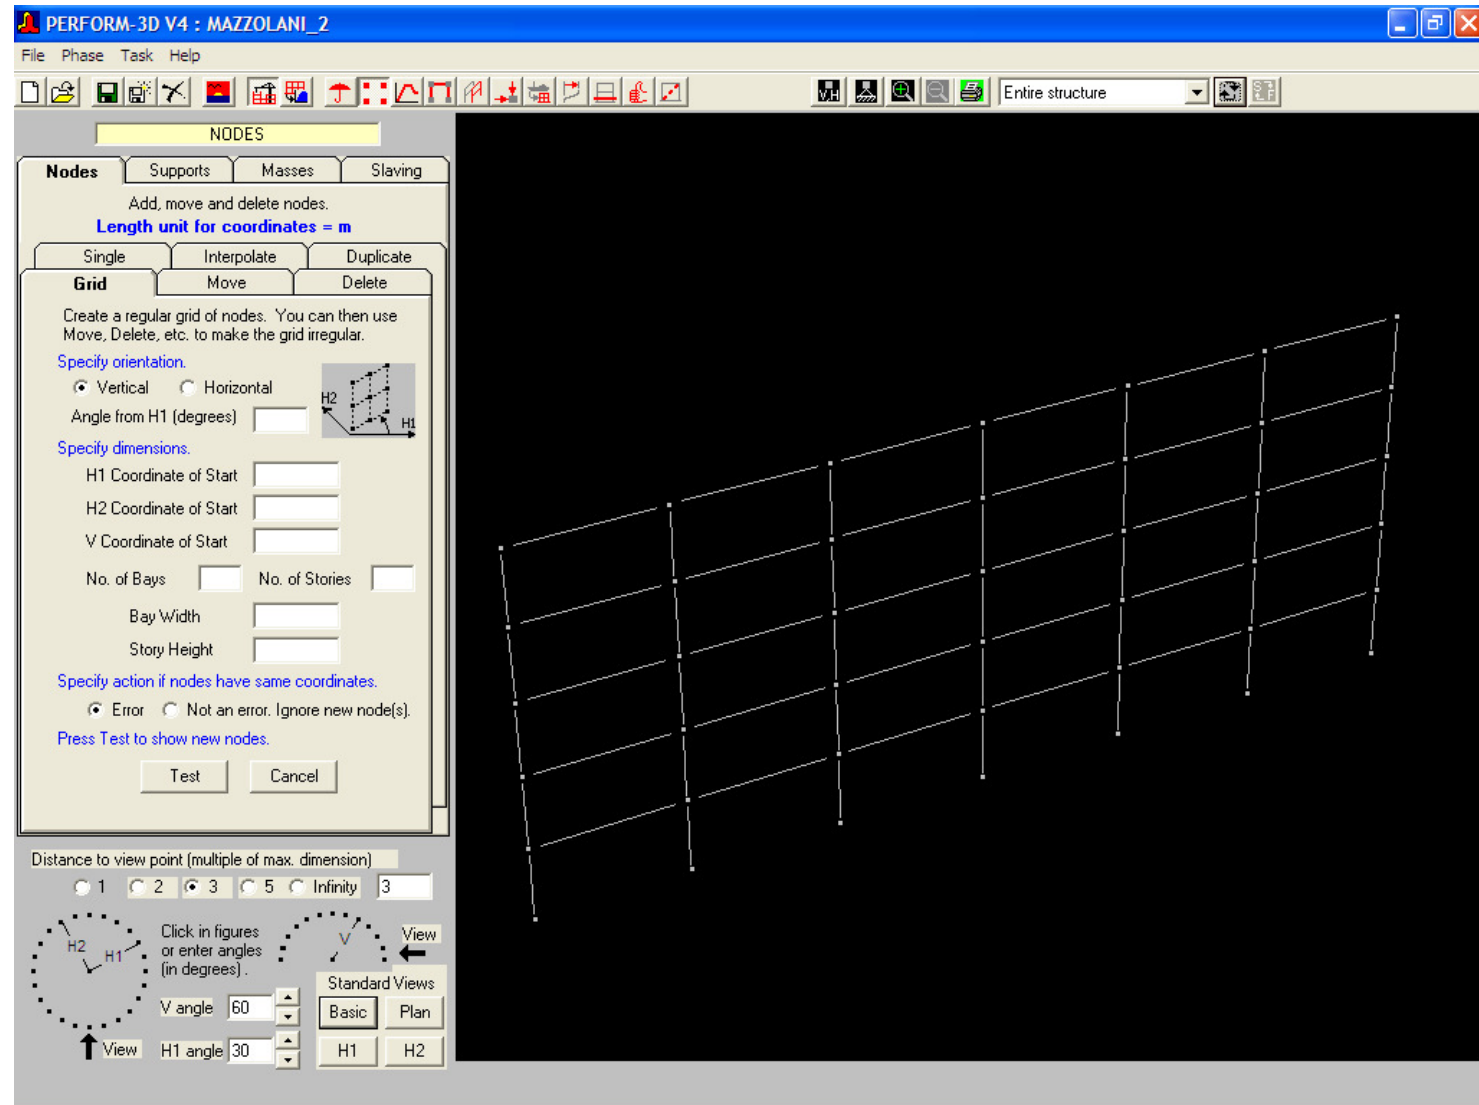 PERFORM-3D V4 : MAZZOLANI_2
File Phase Task Help
V,H
Entire structure
NODES
Nodes Supports Masses Slaving
Add, move and delete nodes.
Length unit for coordinates = m
Single Interpolate Duplicate
Grid Move Delete
Create a regular grid of nodes. You can then use
Move, Delete, etc. to make the grid irregular.
Specify orientation.
Vertical Horizontal
H2
Angle from H1 (degrees)
H1
Specify dimensions.
H1 Coordinate of Start
H2 Coordinate of Start
V Coordinate of Start
No. of Bays No. of Stories
Bay Width
Story Height
Specify action if nodes have same coordinates.
Error Not an error. Ignore new node(s).
Press Test to show new nodes.
Test Cancel
Distance to view point (multiple of max. dimension)
1 2 3 5 Infinity 3
H2 H1
Click in figures
or enter angles
(in degrees) .
V
View
Standard Views
V angle 60
Basic Plan
View
H1 angle 30
H1 H2